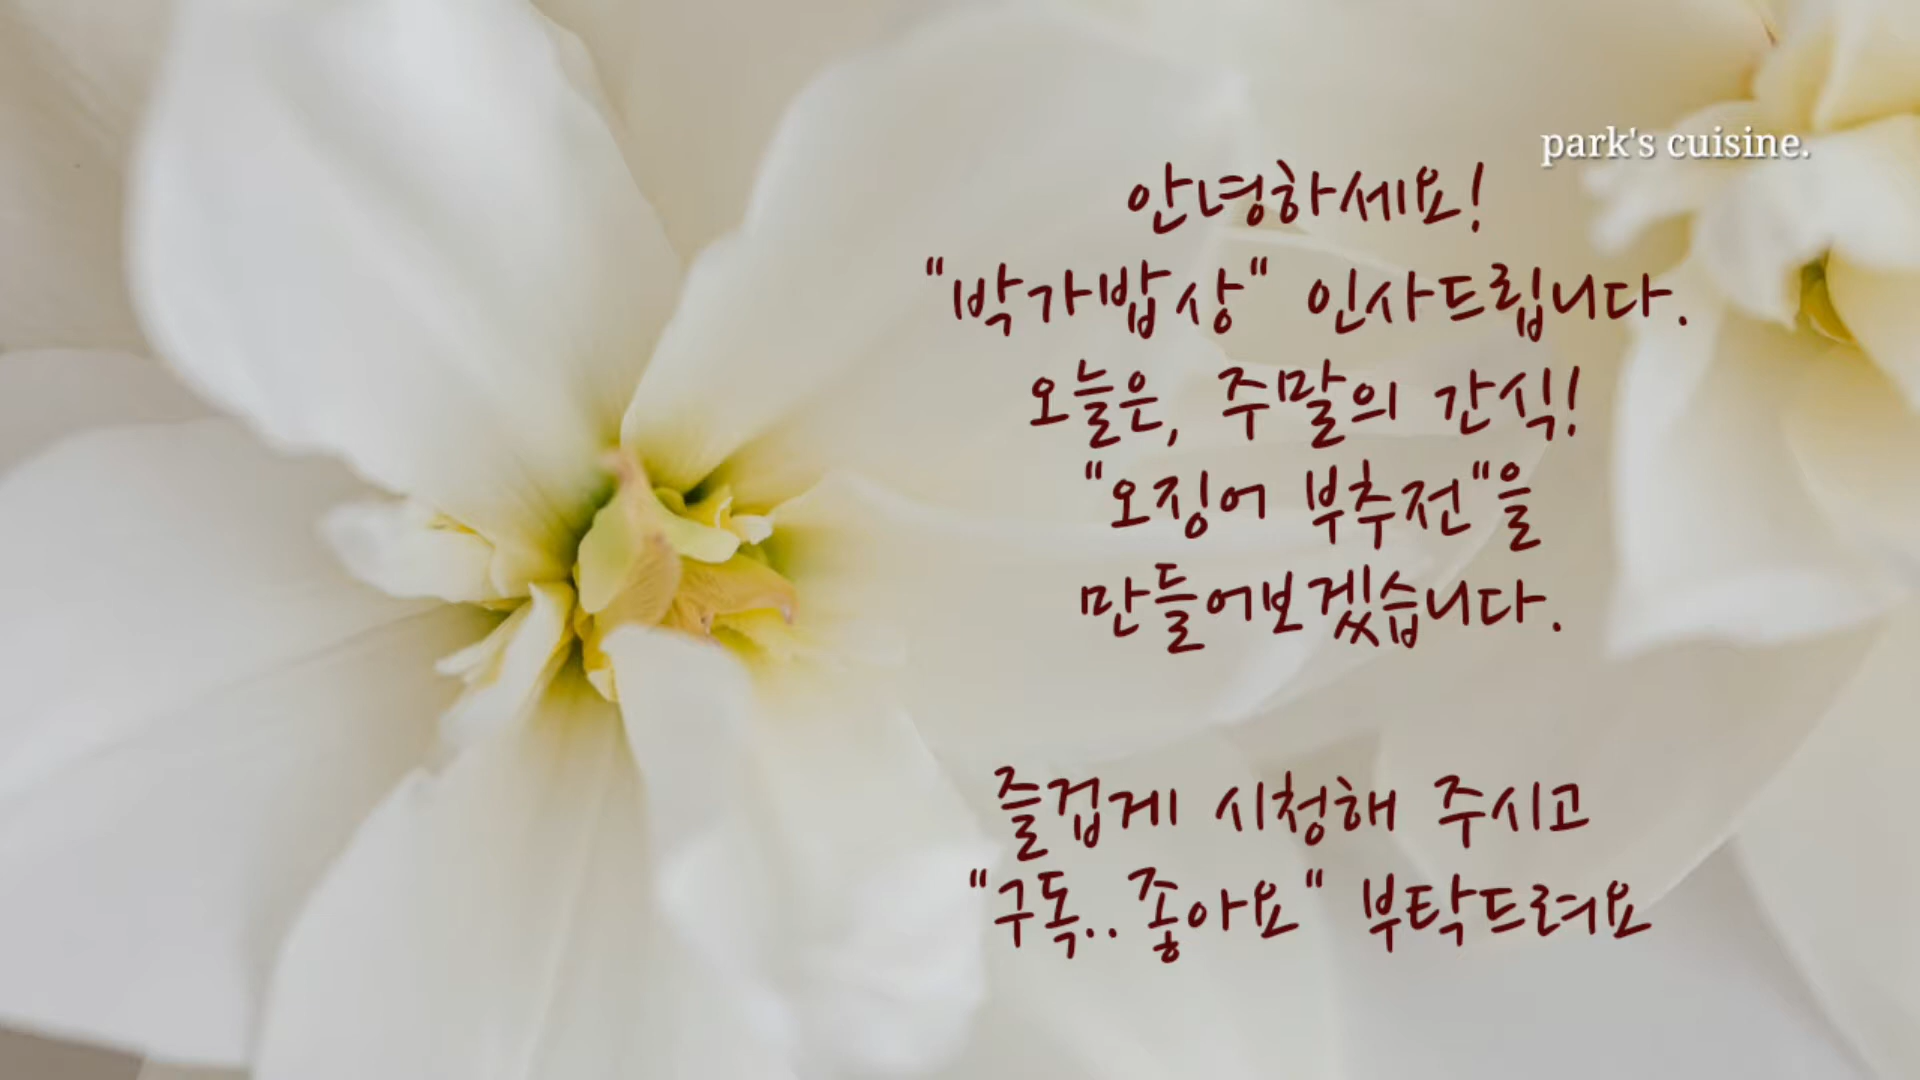 park's cuisine.
안녕하세요!
"박가밥상" 인사드립니다.
오늘은, 주말의 간식!
"오징어 부추전"을
만들어보겠습니다.
즐겁게 시청해 주시고
"구독..좋아요" 부탁드려요